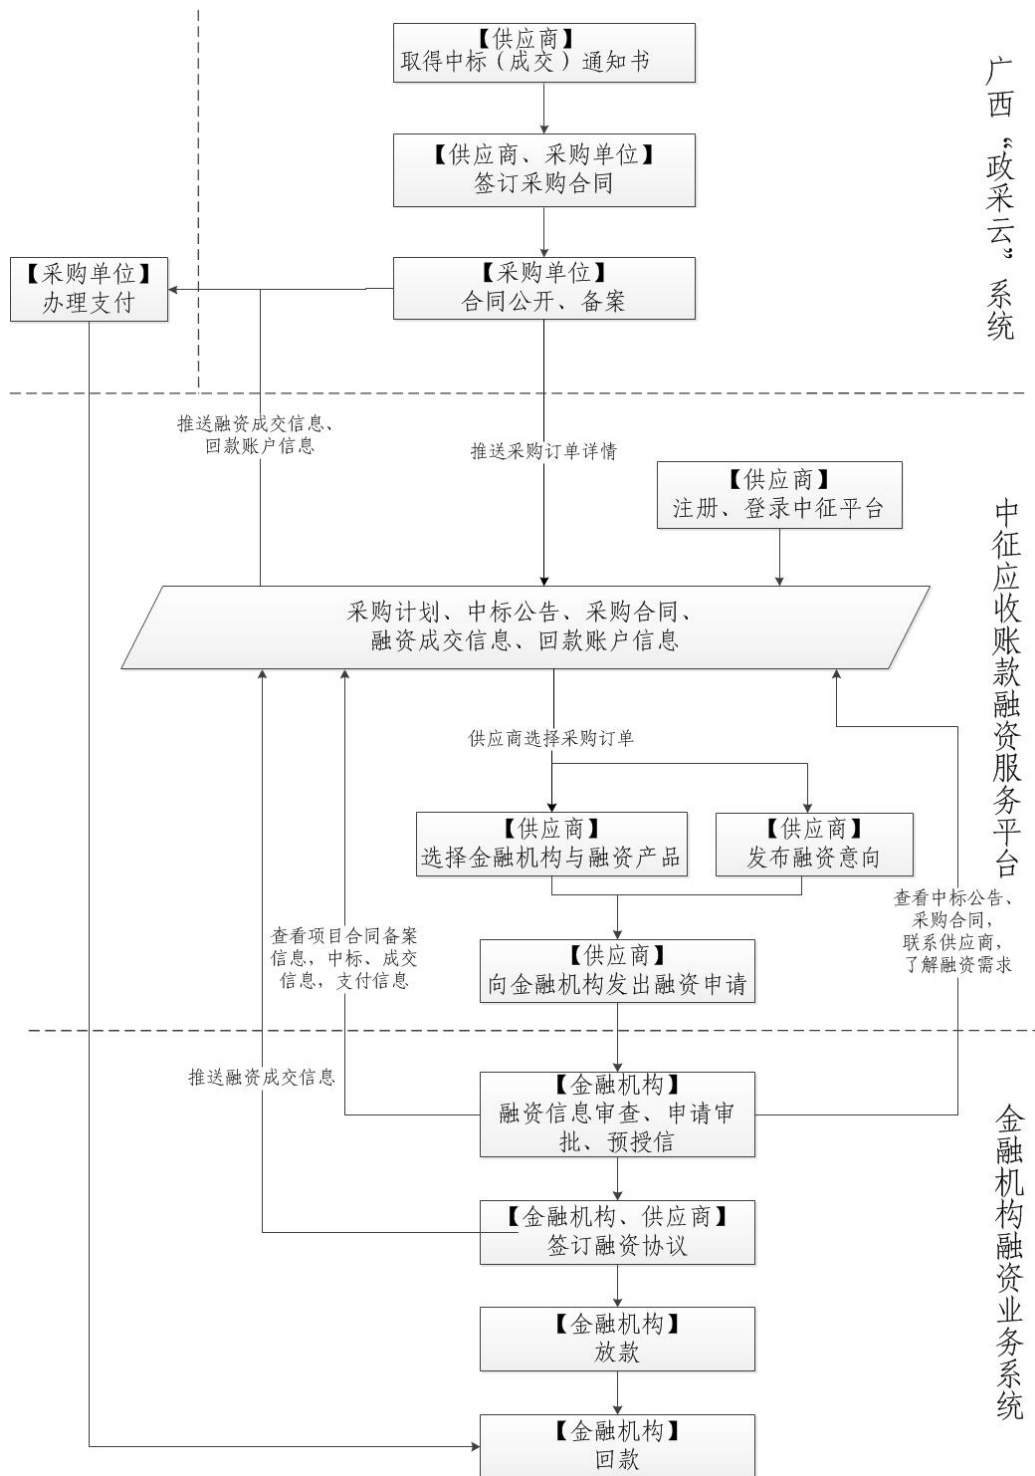 【供应商】
取得中标（成交）通知书
广西“政采云”系统
【供应商、采购单位】
签订采购合同
【采购单位】
办理支付
【采购单位】
合同公开、备案
推送融资成交信息、
回款账户信息
推送采购订单详情
【供应商】
注册、登录中征平台
中征应收账款融资服务平台
采购计划、中标公告、采购合同、
融资成交信息、回款账户信息
供应商选择采购订单
【供应商】
选择金融机构与融资产品
【供应商】
发布融资意向
查看项目合同备案
信息，中标、成交
信息，支付信息
查看中标公告、
采购合同，
联系供应商，
了解融资需求
【供应商】
向金融机构发出融资申请
推送融资成交信息
【金融机构】
融资信息审查、申请审
批、预授信
金融机构融资业务系统
【金融机构、供应商】
签订融资协议
【金融机构】
放款
【金融机构】
回款